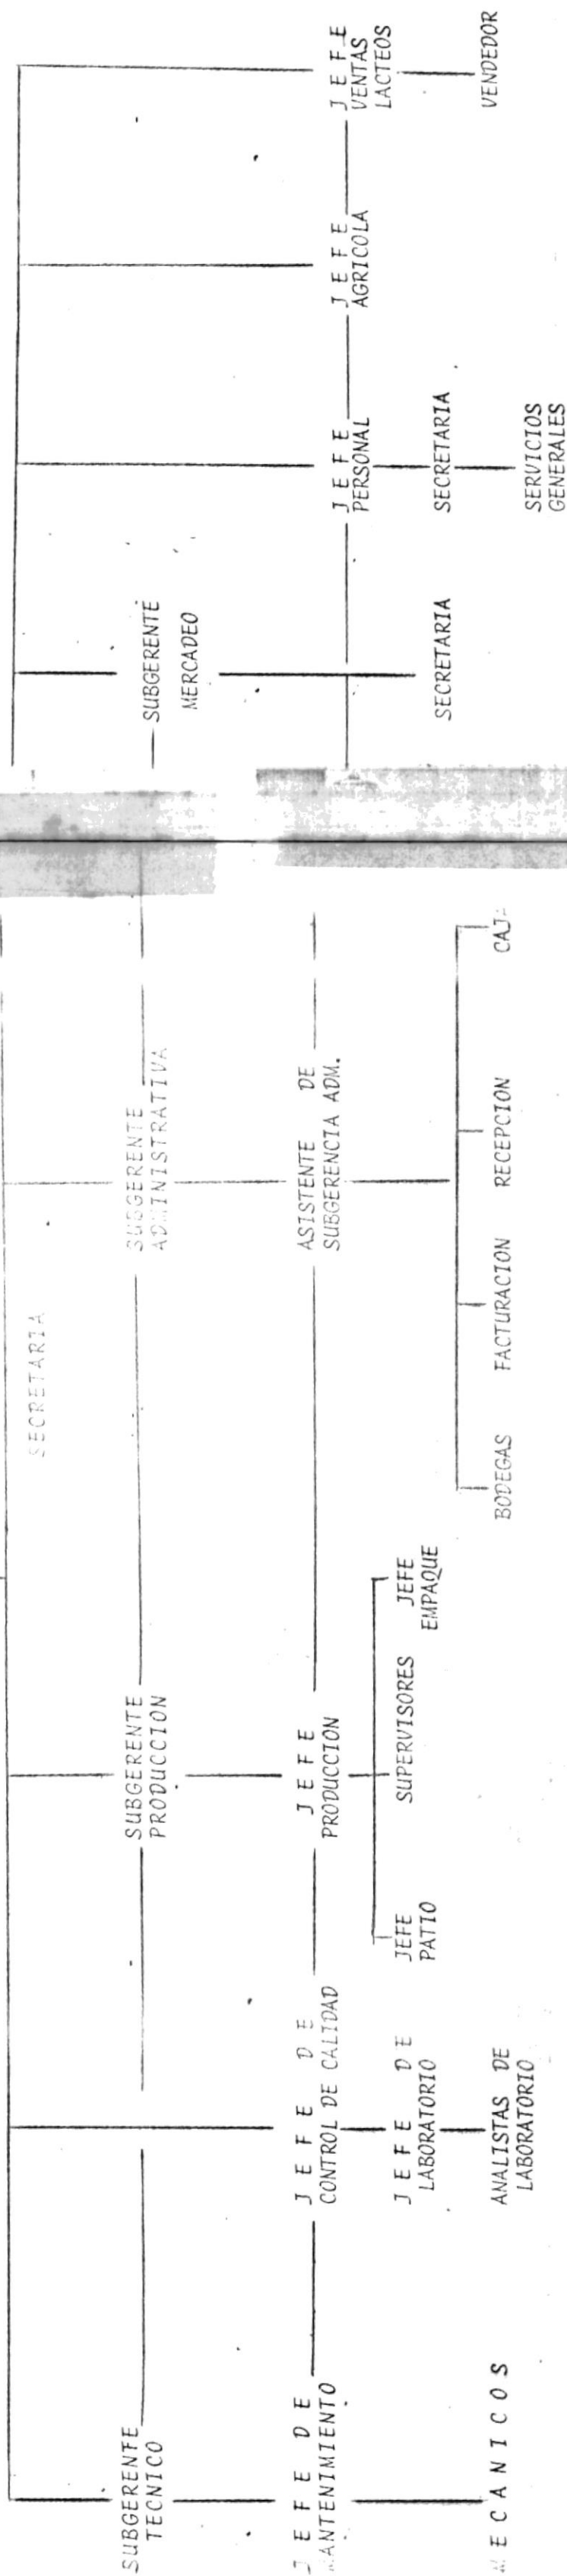 SECRETARIA
SUBGERENTE
TECNICO
SUBGERENTE
PRODUCCION
SUBGERENTE
ADMINISTRATIVA
SUBGERENTE
MERCADEO
J E F E D E
MANTENIMIENTO
J E F E D E
CONTROL DE CALIDAD
J E F E
PRODUCCION
ASISTENTE DE
SUBGERENCIA ADM.
J E F E
PERSONAL
J E F E
AGRICOLA
J E F E
VENTAS
LACTEOS
J E F E D E
LABORATORIO
JEFE
PATIO
SUPERVISORES
JEFE
EMPAQUE
SECRETARIA
SECRETARIA
VENDEDOR
M E C A N I C O S
ANALISTAS DE
LABORATORIO
BODEGAS
FACTURACION
RECEPCION
SERVICIOS
GENERALES